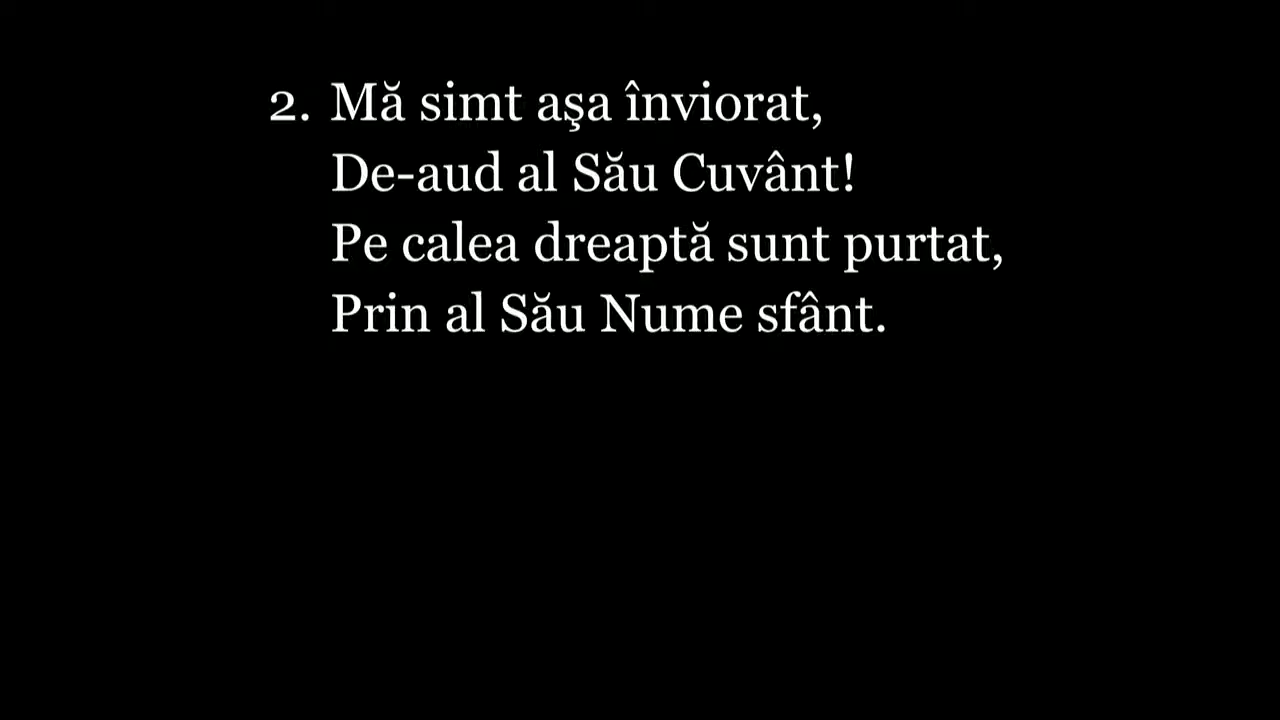 2. Mă simt aşa înviorat,
De-aud al Său Cuvânt!
Pe calea dreaptă sunt purtat,
Prin al Său Nume sfânt.